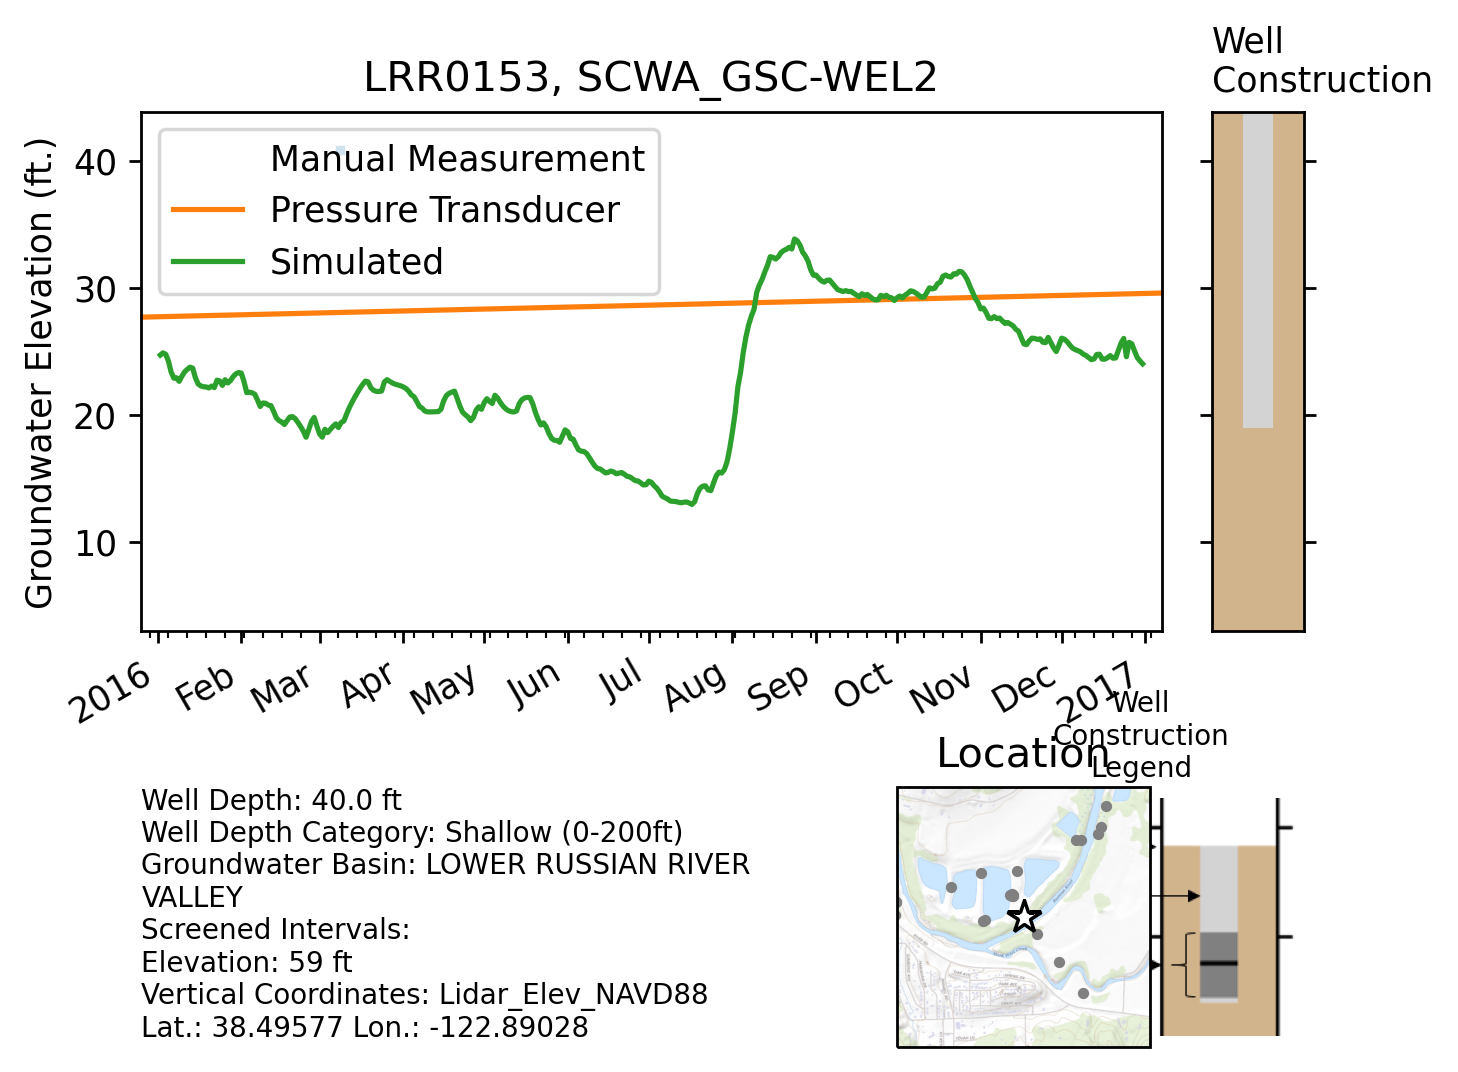 Well
Construction
LRR0153, SCWA_GSC-WEL2
Groundwater Elevation (ft.)
40
30
20
10
Manual Measurement
Pressure Transducer
Simulated
2016 Feb Mar Apr May Jun Jul Aug Sep Oct Nov Dec 2017
Well
Construction
Legend
Location
Well Depth: 40.0 ft
Well Depth Category: Shallow (0-200ft)
Groundwater Basin: LOWER RUSSIAN RIVER
VALLEY
Screened Intervals:
Elevation: 59 ft
Vertical Coordinates: Lidar_Elev_NAVD88
Lat.: 38.49577 Lon.: -122.89028